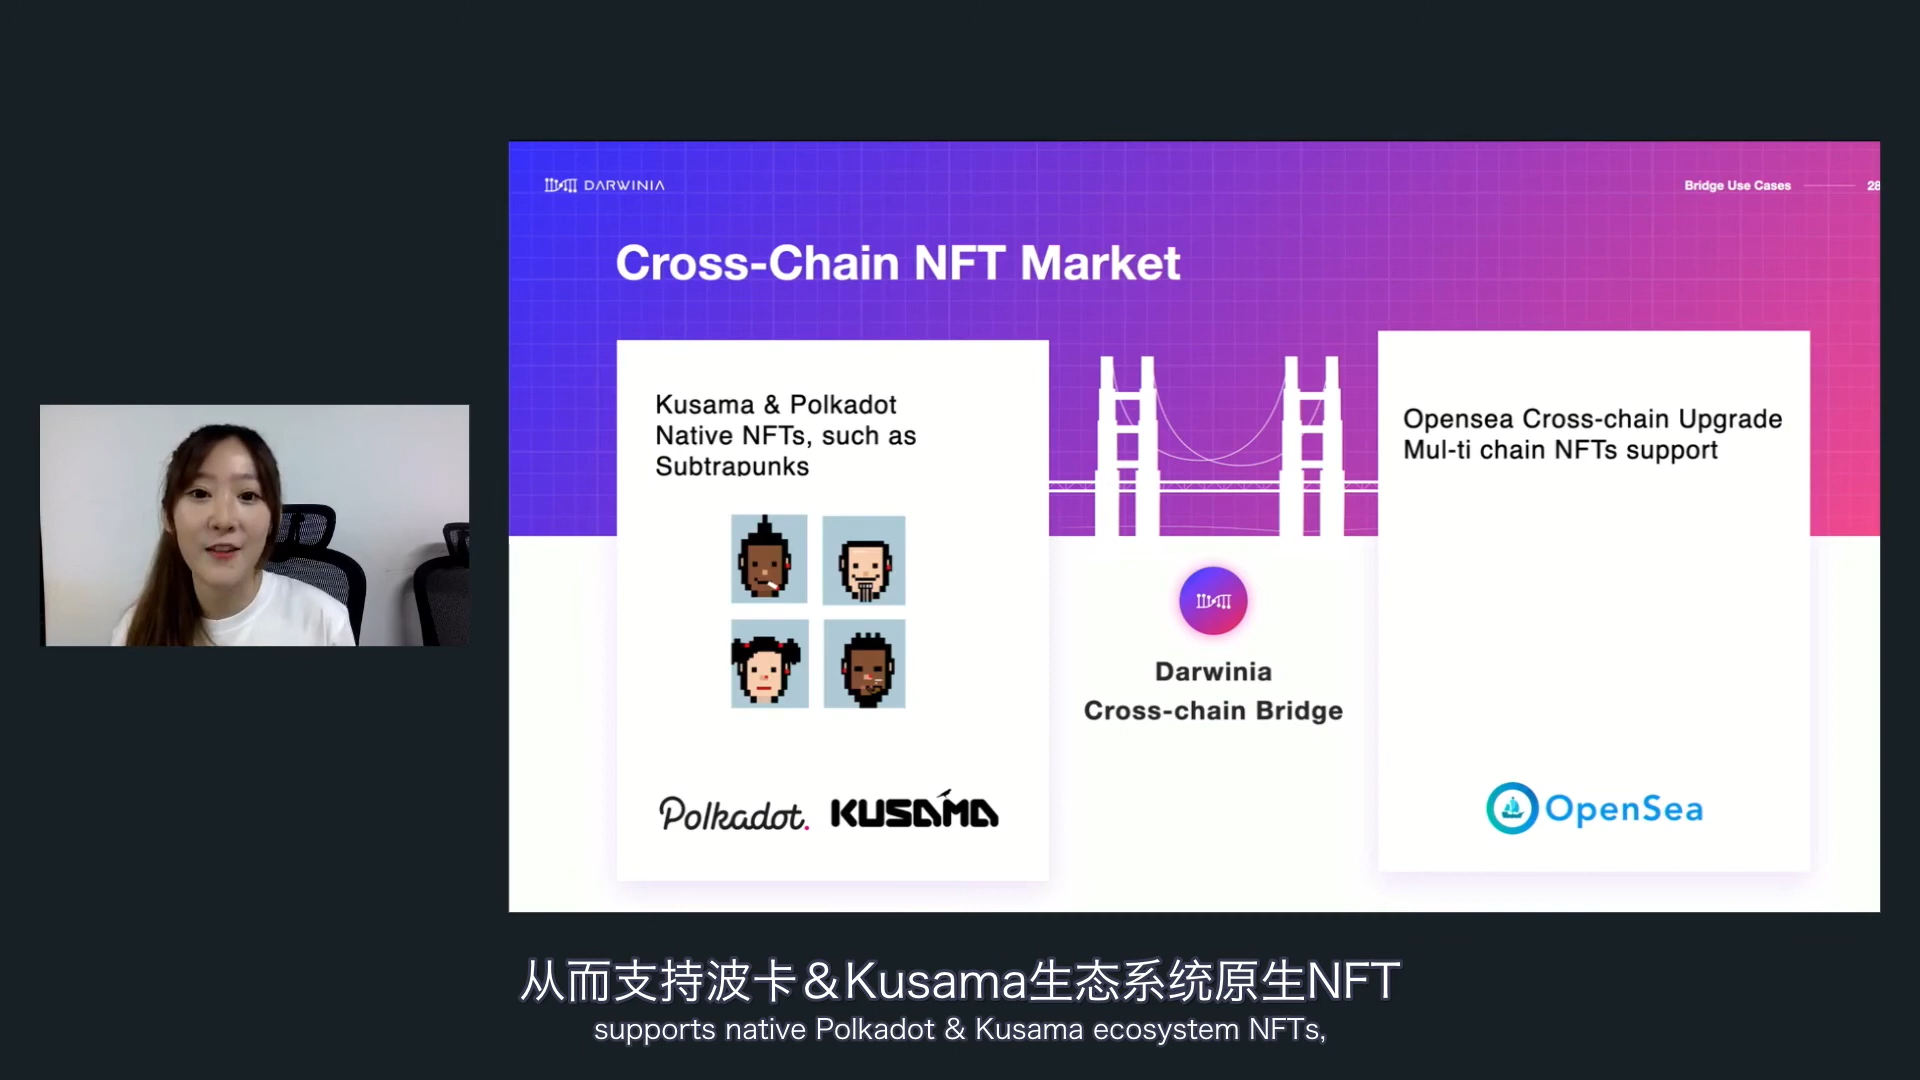 DARWINIA
Bridge Use Cases
28
Cross-Chain NFT Market
Kusama & Polkadot
Native NFTs, such as
Subtrapunks
Opensea Cross-chain Upgrade
Mul-ti chain NFTs support
Darwinia
Cross-chain Bridge
Polkadot.
KUSAMA
OpenSea
从而支持波卡&Kusama生态系统原生NFT
supports native Polkadot & Kusama ecosystem NFTs,